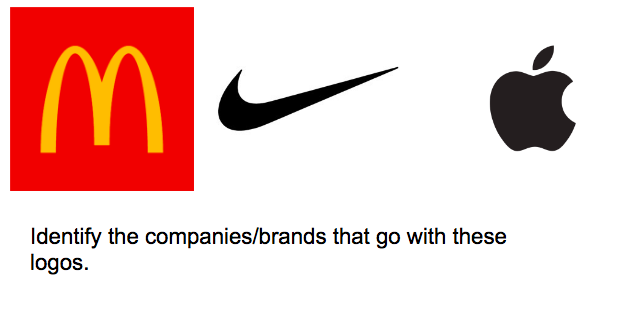 Identify the companies/brands that go with these
logos.